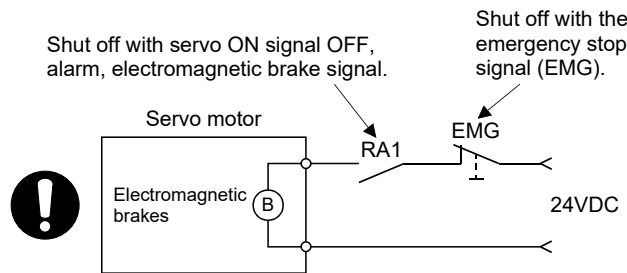 Shut off with servo ON signal OFF,
alarm, electromagnetic brake signal.
Shut off with the
emergency stop
signal (EMG).
Servo motor
RA1
EMG
Electromagnetic
brakes
B
24VDC